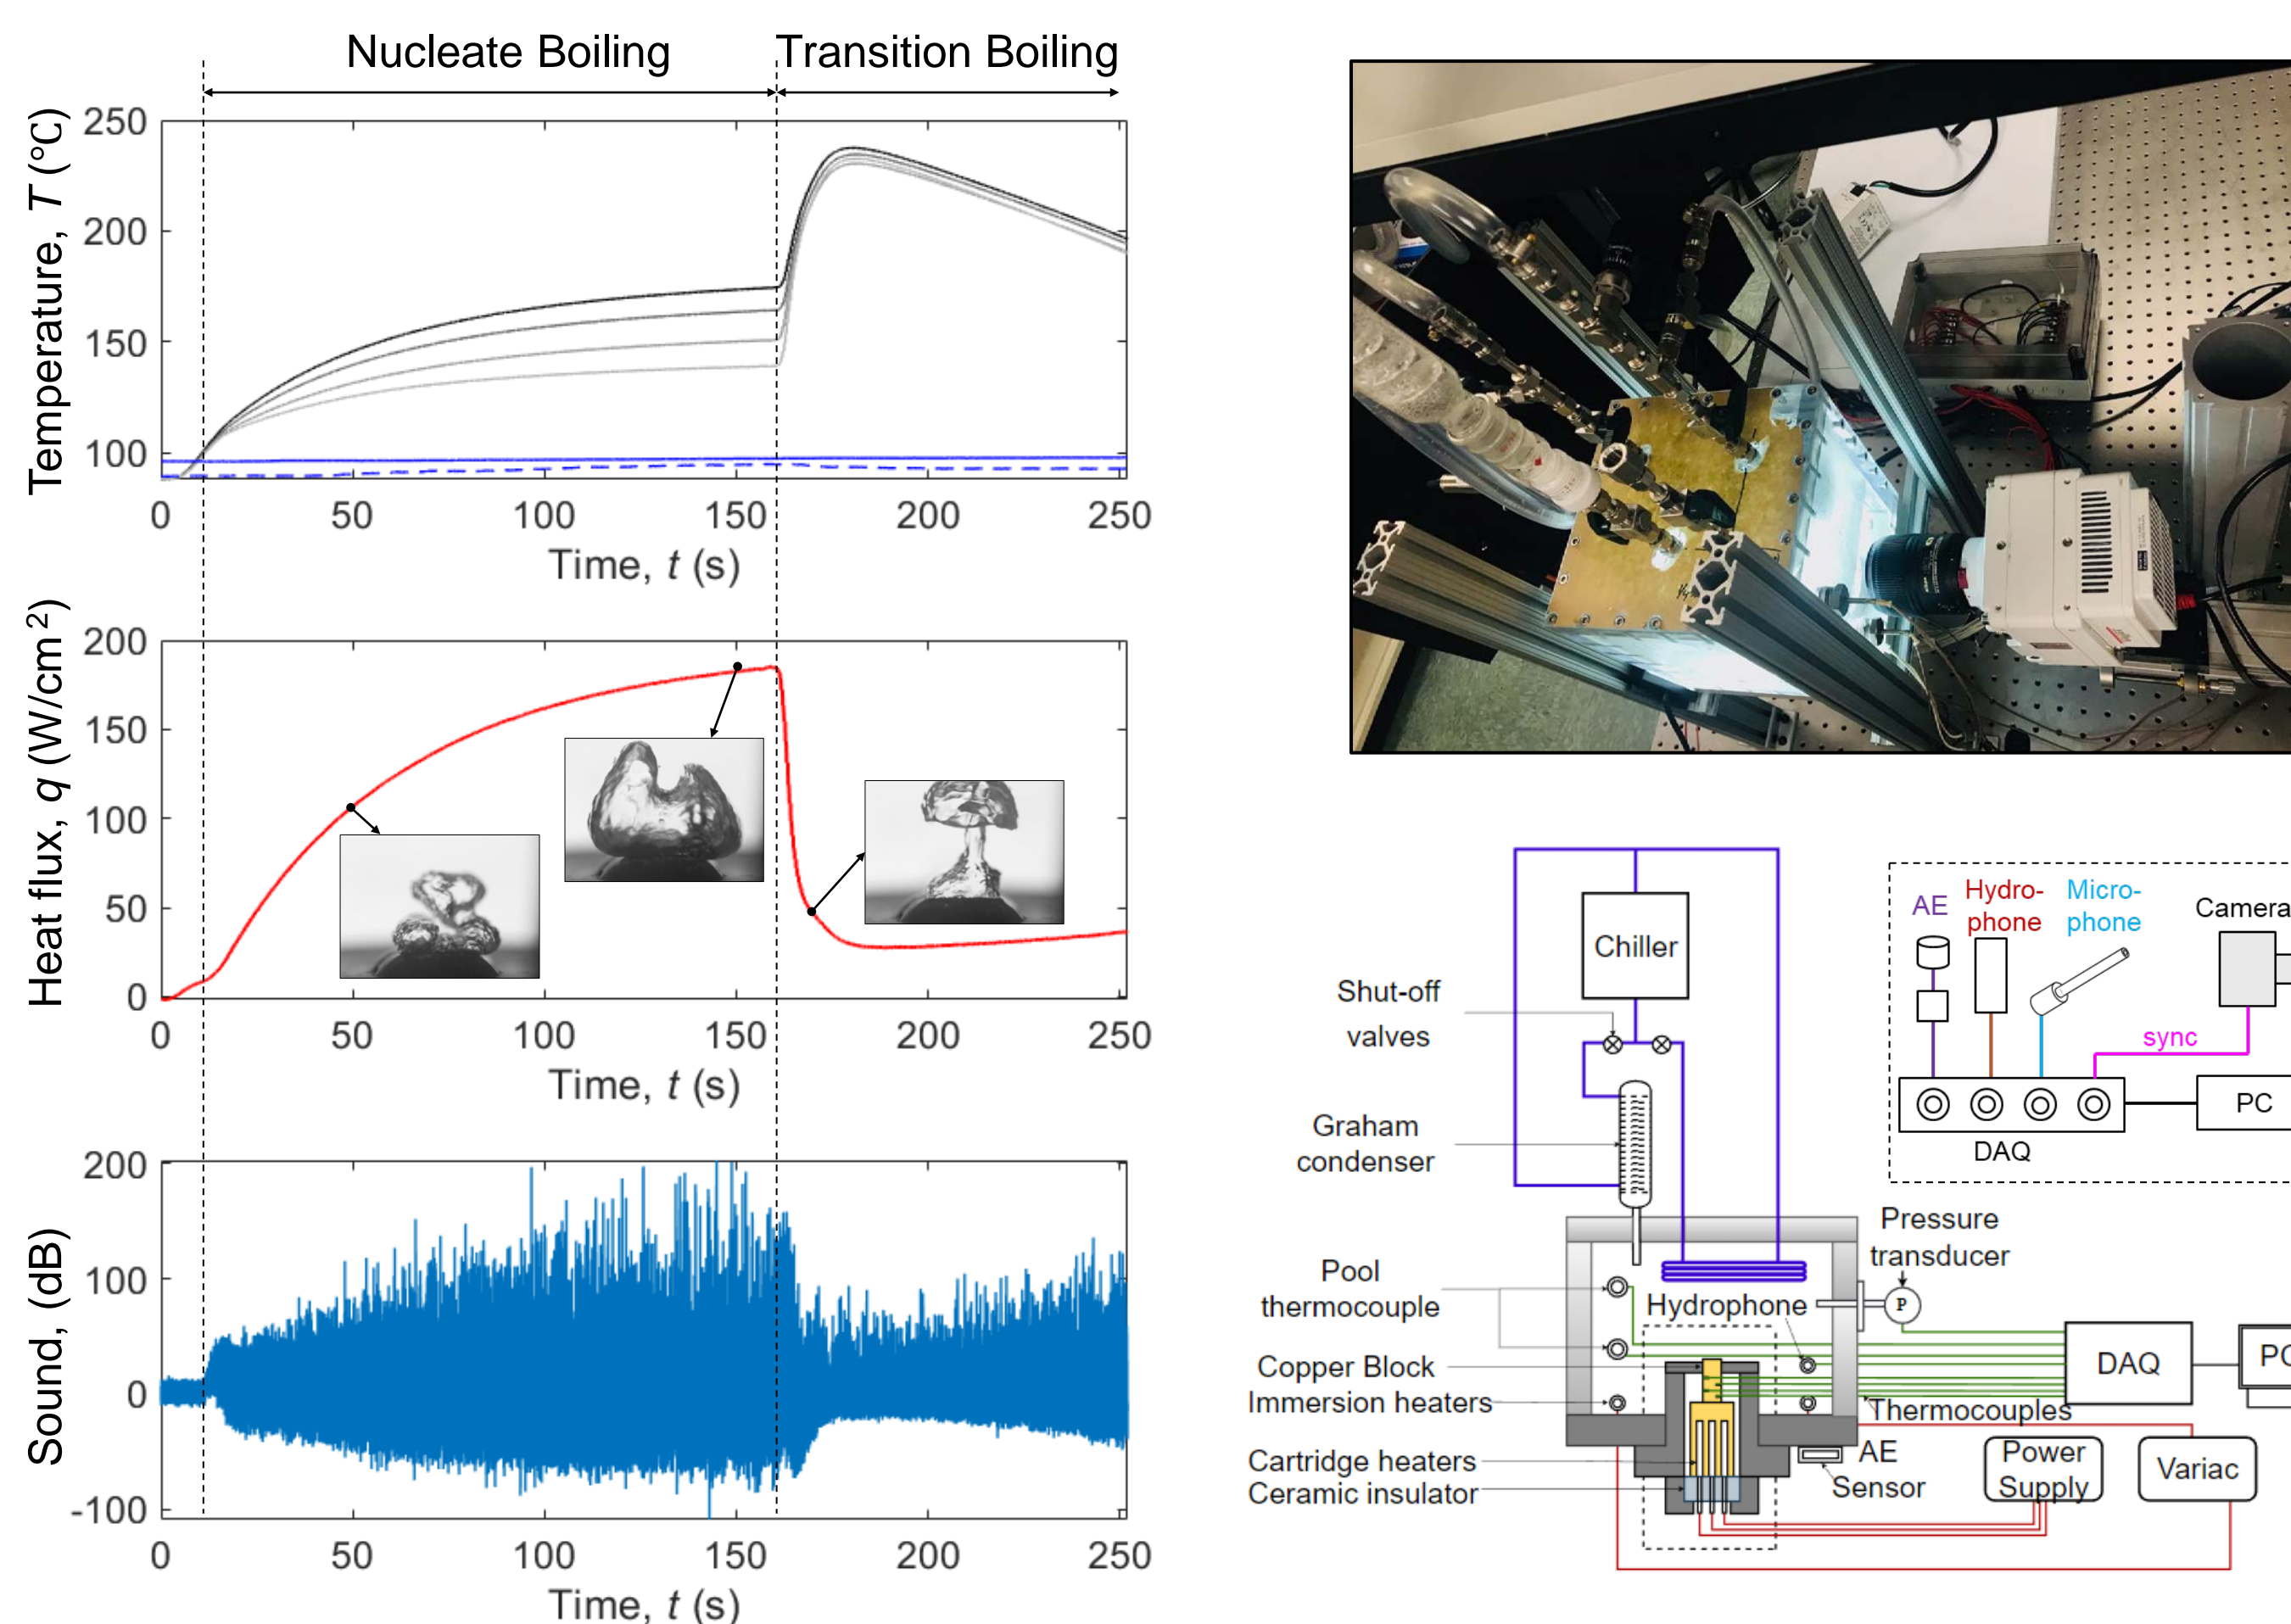 Nucleate Boiling
Transition Boiling
Temperature, T (°C)
250
200
150
100
0
50
100
150
200
250
Time, t (s)
Heat flux, q (W/cm²)
200
150
100
50
0
0
50
100
150
200
250
Time, t (s)
Sound, (dB)
200
100
0
-100
0
50
100
150
200
250
Time, t (s)
Chiller
Shut-off
valves
Graham
condenser
AE
Hydro-
phone
Micro-
phone
Camera
sync
PC
DAQ
Pressure
transducer
P
Pool
thermocouple
Hydrophone
Copper Block
Immersion heaters
DAQ
PC
Thermocouples
Cartridge heaters
Ceramic insulator
AE
Sensor
Power
Supply
Variac